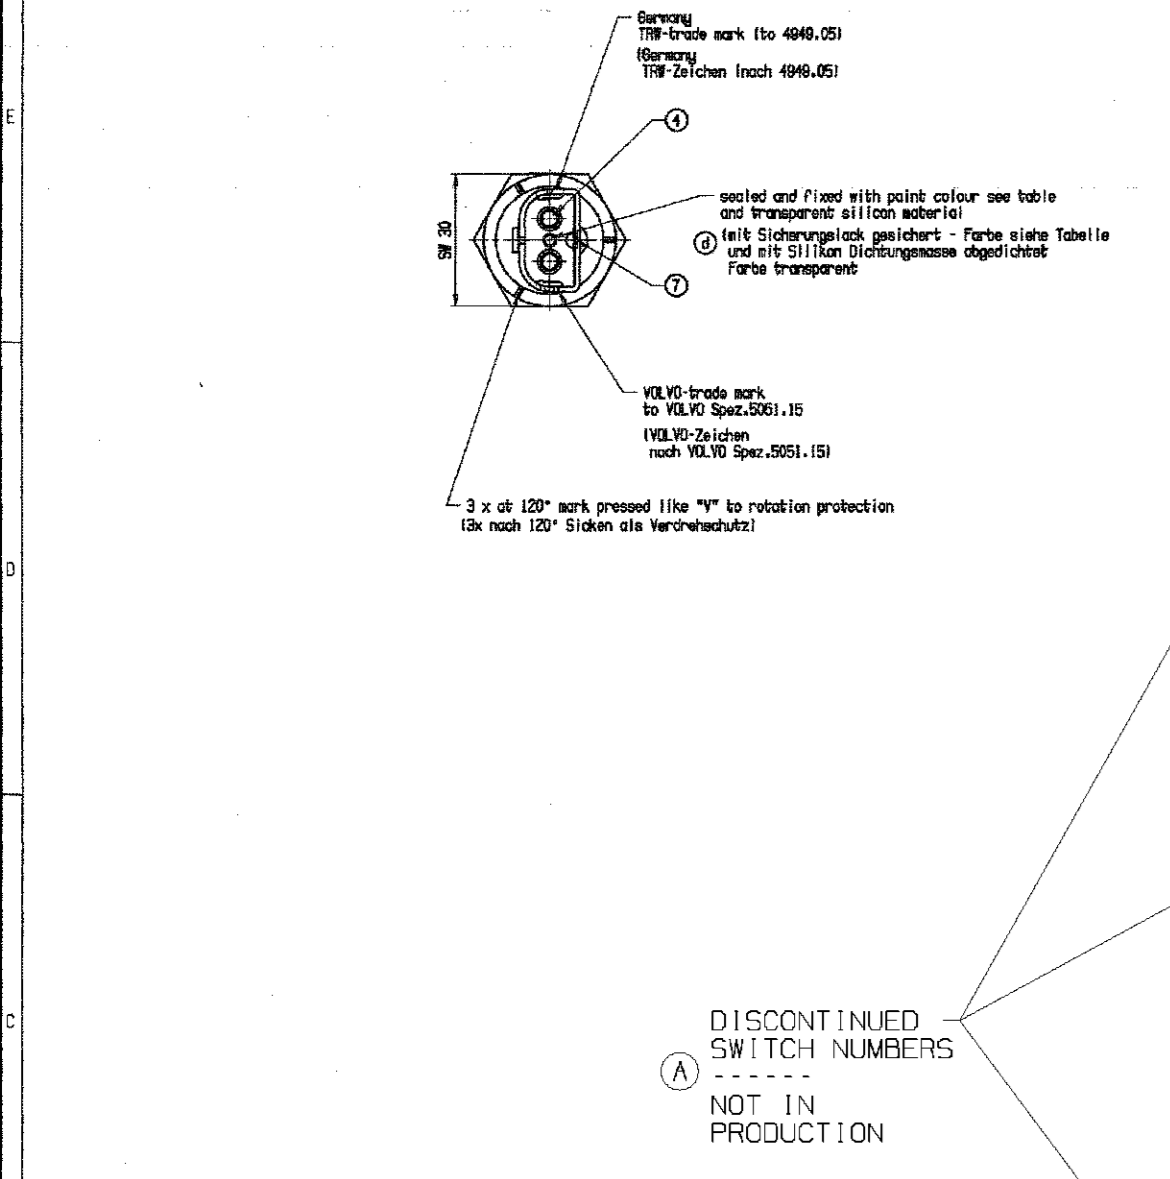 Germany
TRW-trade mark (to 4949.05)
(Germany
TRW-Zeichen (nach 4949.05)
E
4
sealed and fixed with paint colour see table
and transparent silicon material
d (mit Sicherungslack gesichert - Farbe siehe Tabelle
und mit Silikon Dichtungsmasse abgedichtet
Farbe transparent
SW 30
7
VOLVO-trade mark
to VOLVO Spez.5051.15
(VOLVO-Zeichen
nach VOLVO Spez.5051.15)
3 x at 120° mark pressed like "V" to rotation protection
(3x nach 120° Sicken als Verdrehschutz)
D
C
DISCONTINUED
SWITCH NUMBERS
A ------
NOT IN
PRODUCTION